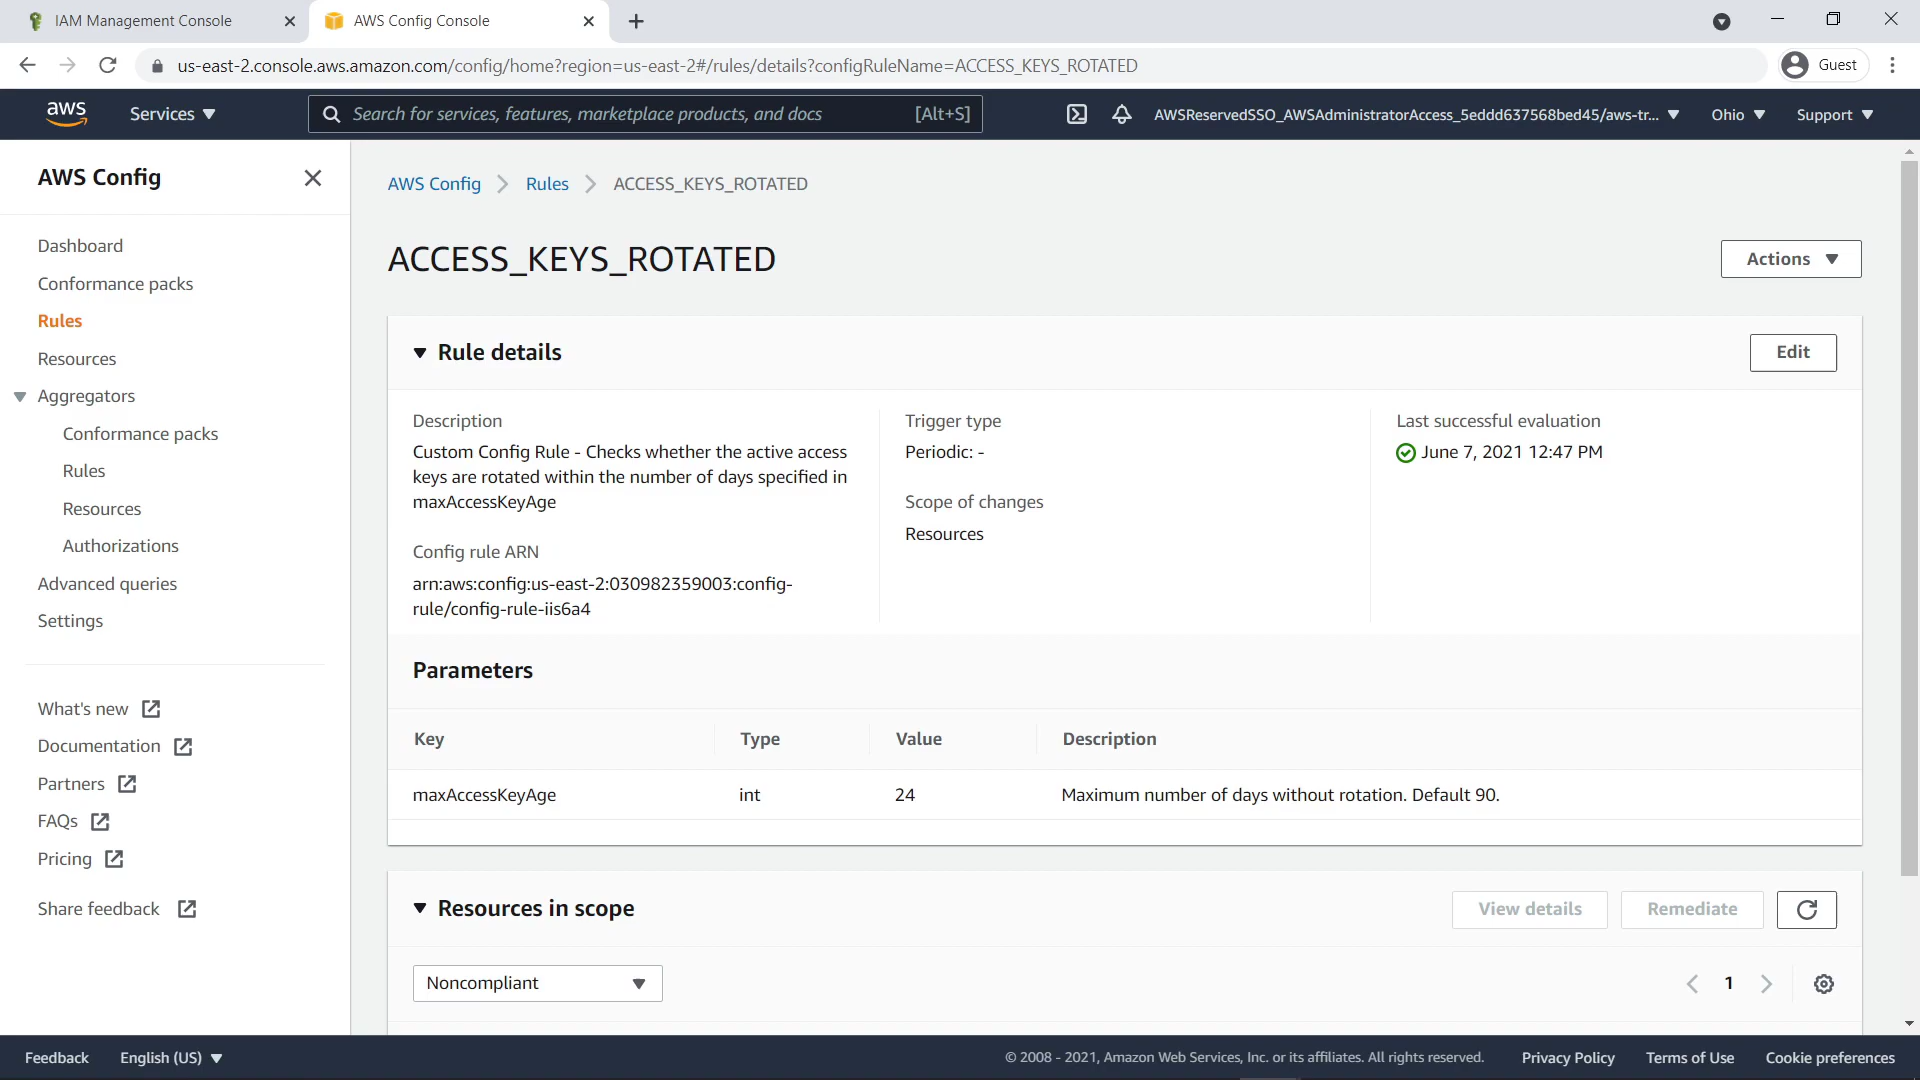 IAM Management Console
AWS Config Console
us-east-2.console.aws.amazon.com/config/home?region=us-east-2#/rules/details?configRuleName=ACCESS_KEYS_ROTATED
Guest
aws
Services
Search for services, features, marketplace products, and docs
[Alt+S]
AWSReservedSSO_AWSAdministratorAccess_5eddd637568bed45/aws-tr...
Ohio
Support
AWS Config
Dashboard
Conformance packs
Rules
Resources
Aggregators
Conformance packs
Rules
Resources
Authorizations
Advanced queries
Settings
What's new
Documentation
Partners
FAQs
Pricing
Share feedback
AWS Config
Rules
ACCESS_KEYS_ROTATED
ACCESS_KEYS_ROTATED
Actions
Rule details
Edit
Description
Custom Config Rule - Checks whether the active access
keys are rotated within the number of days specified in
maxAccessKeyAge
Config rule ARN
arn:aws:config:us-east-2:030982359003:config-
rule/config-rule-iis6a4
Trigger type
Periodic: -
Scope of changes
Resources
Last successful evaluation
June 7, 2021 12:47 PM
Parameters
Key
Type
Value
Description
maxAccessKeyAge
int
24
Maximum number of days without rotation. Default 90.
Resources in scope
View details
Remediate
Noncompliant
1
Feedback
English (US)
© 2008 - 2021, Amazon Web Services, Inc. or its affiliates. All rights reserved.
Privacy Policy
Terms of Use
Cookie preferences